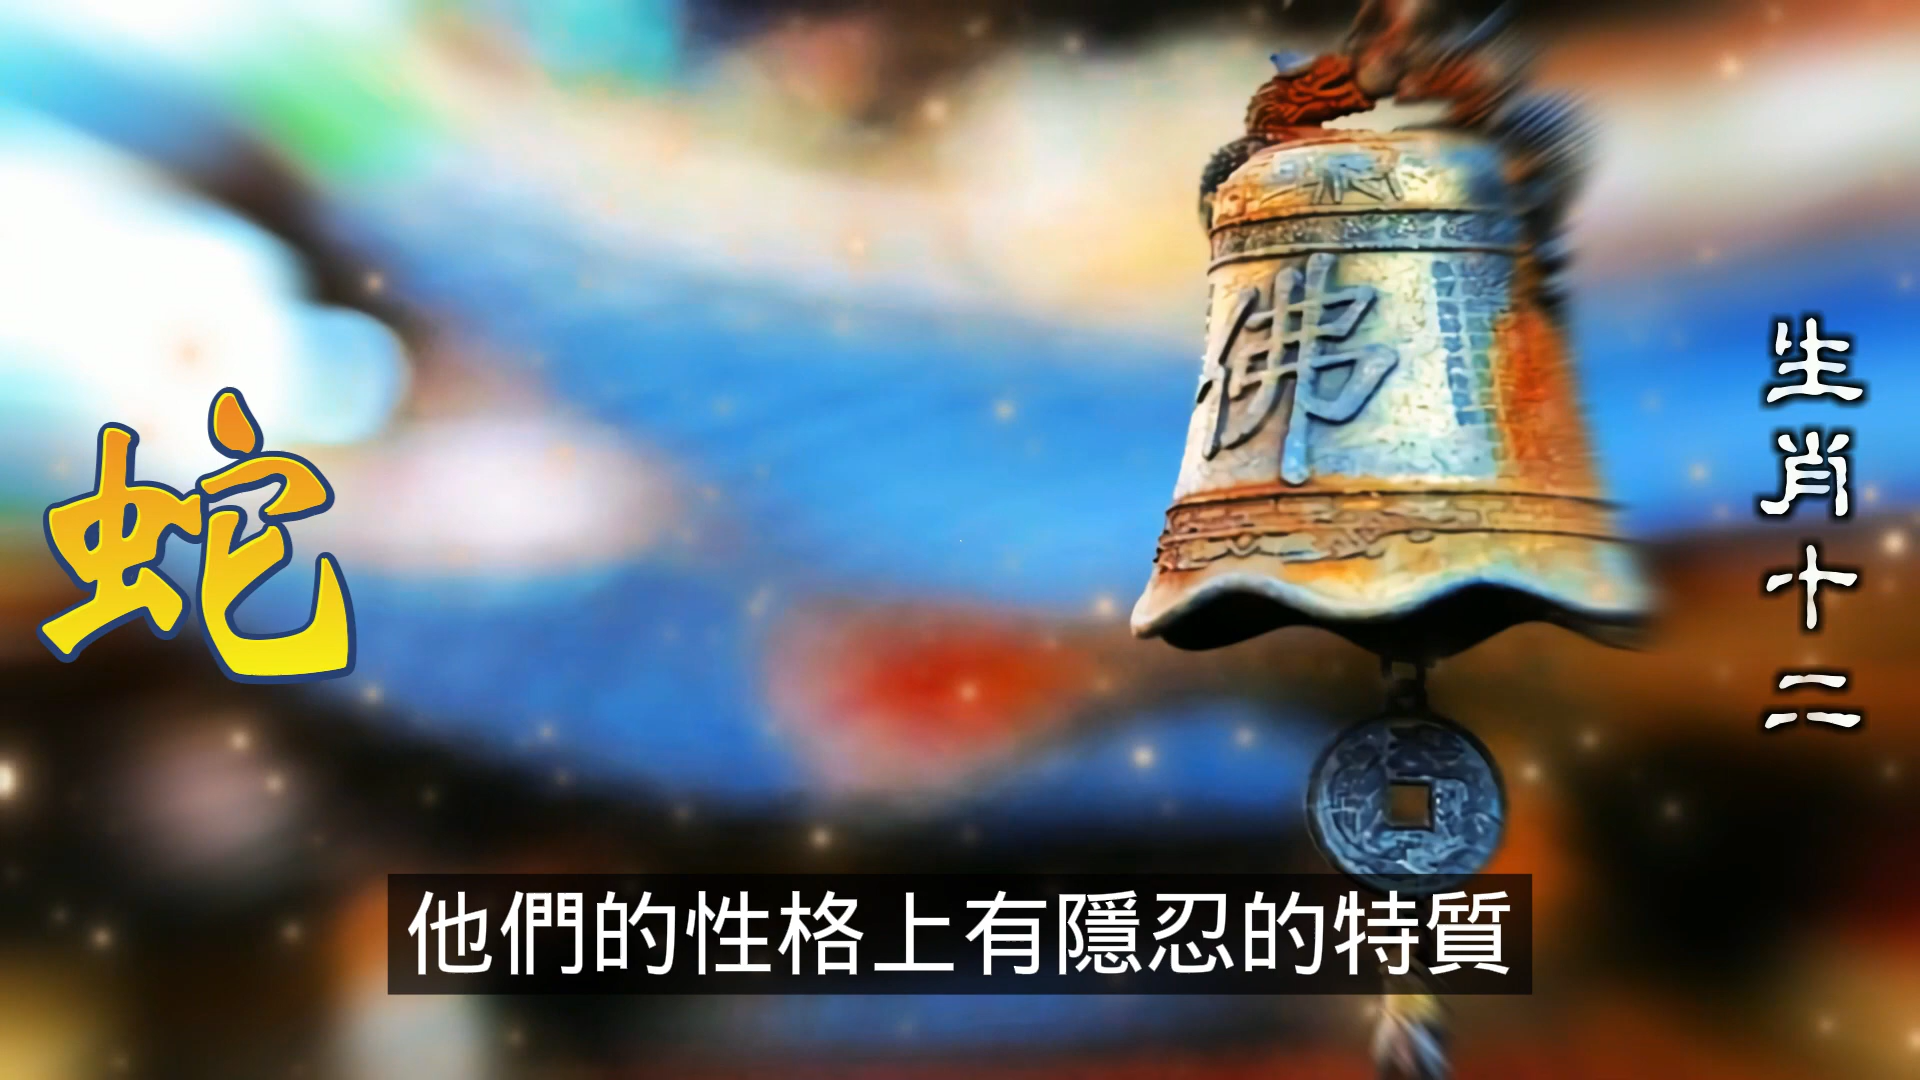 蛇
佛
生肖十二
他們的性格上有隱忍的特質